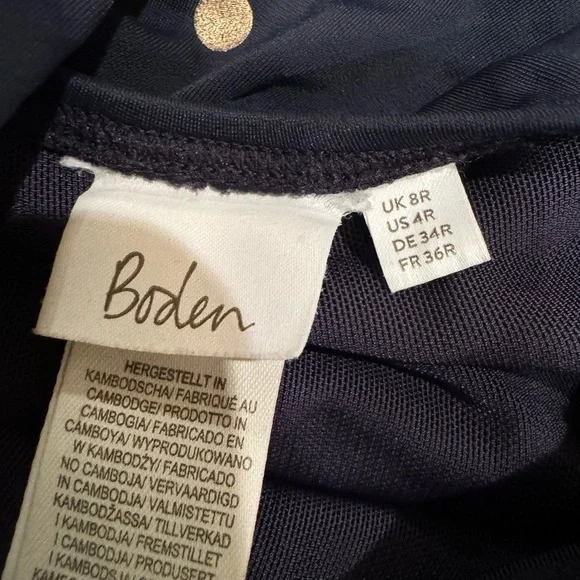 Boden
UK 8R
US 4R
DE 34R
FR 36R
HERGESTELLT IN
KAMBODSCHA/ FABRIQUÉ AU
CAMBODGE/ PRODOTTO IN
CAMBOGIA/ FABRICADO EN
CAMBOYA/ WYPRODUKOWANO
W KAMBODŻY/ FABRICADO
NO CAMBOJA/ VERVAARDIGD
IN CAMBODJA/ VALMISTETTU
KAMBODŽASSA/ TILLVERKAD
I KAMBODJA/ FREMSTILLET
I CAMBODJA/ PRODUSERT